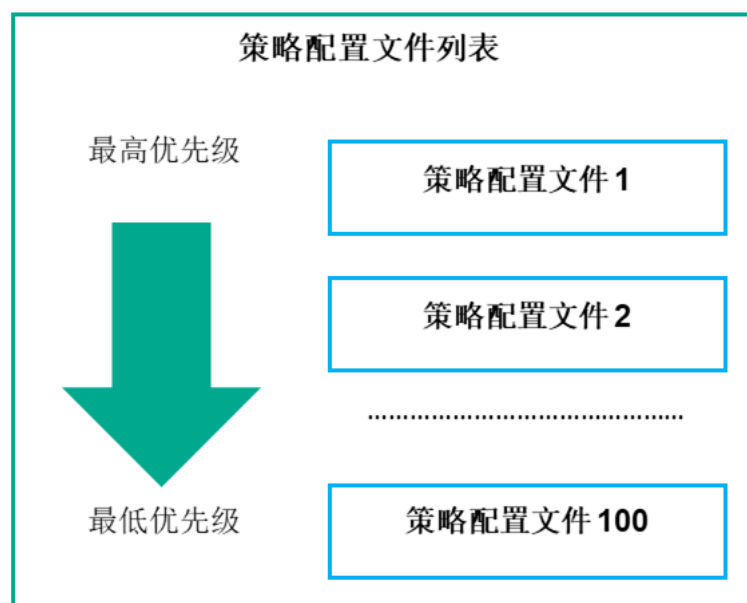 策略配置文件列表
最高优先级
策略配置文件 1
策略配置文件 2
.............................................
最低优先级
策略配置文件 100